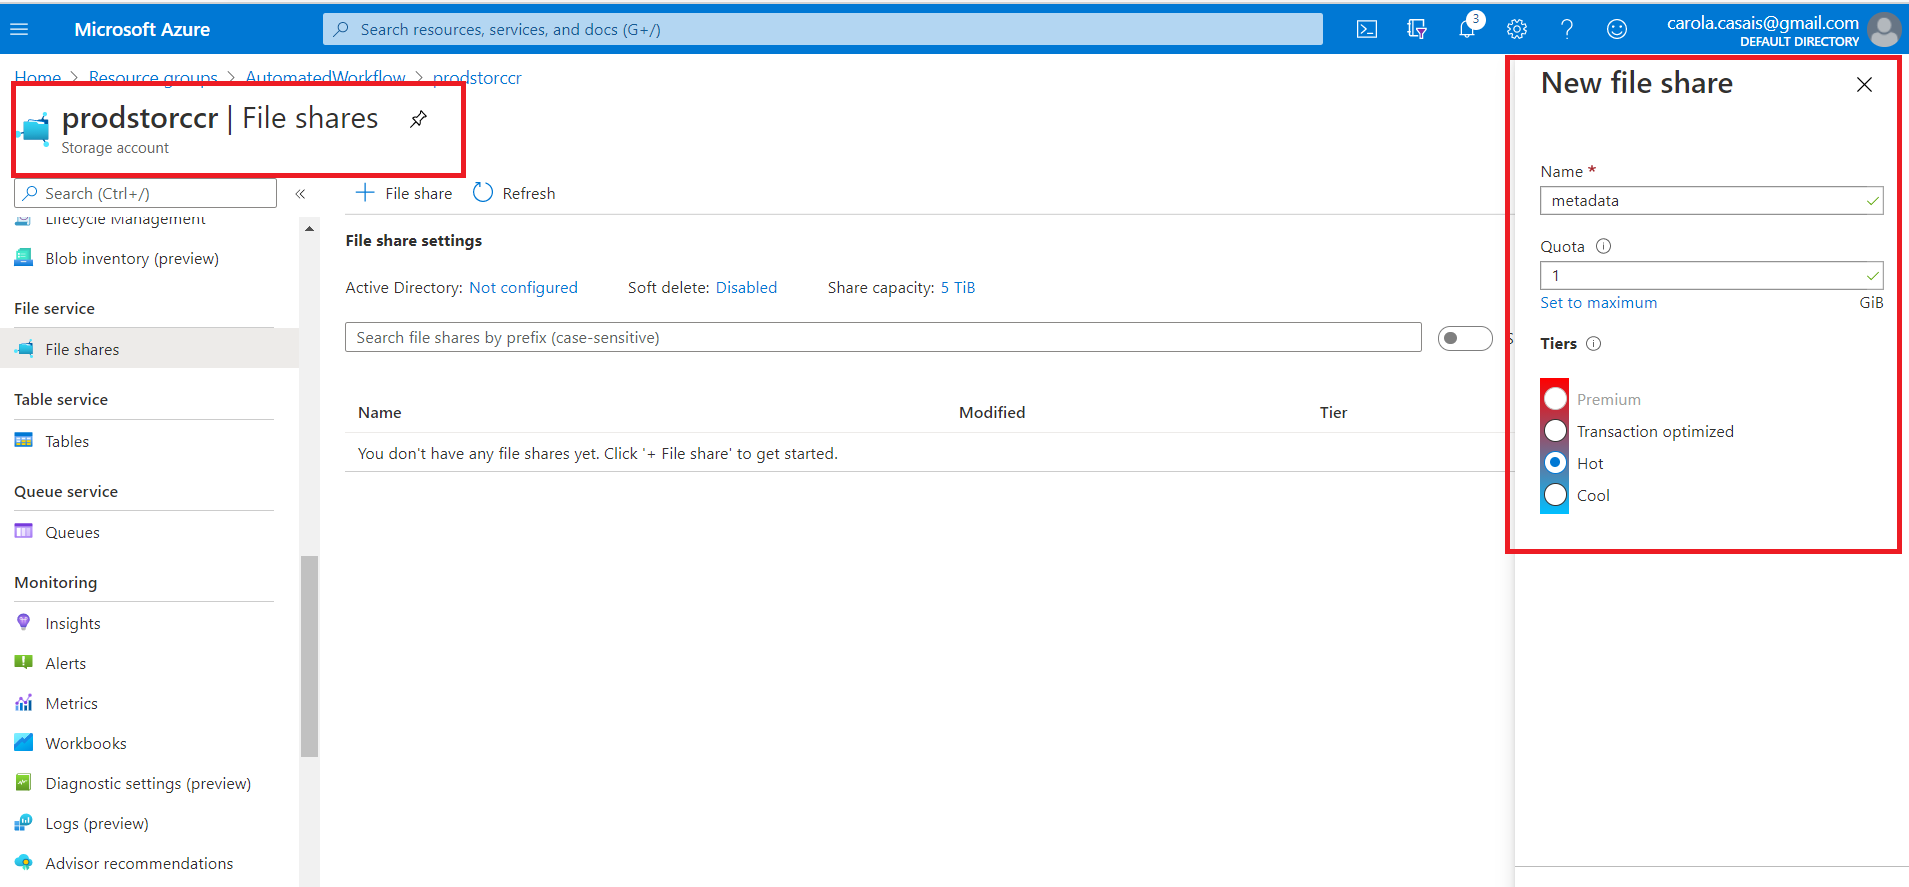 Microsoft Azure
Search resources, services, and docs (G+/)
3
carola.casais@gmail.com
DEFAULT DIRECTORY
Home > Resource groups > AutomatedWorkflow > prodstorccr
prodstorccr | File shares
Storage account
Search (Ctrl+/)
«
Lifecycle Management
Blob inventory (preview)
File service
File shares
Table service
Tables
Queue service
Queues
Monitoring
Insights
Alerts
Metrics
Workbooks
Diagnostic settings (preview)
Logs (preview)
Advisor recommendations
+ File share Refresh
File share settings
Active Directory: Not configured Soft delete: Disabled Share capacity: 5 TiB
Search file shares by prefix (case-sensitive)
Name Modified Tier
You don't have any file shares yet. Click '+ File share' to get started.
New file share
Name *
metadata
Quota
1
Set to maximum GiB
Tiers
Premium
Transaction optimized
Hot
Cool